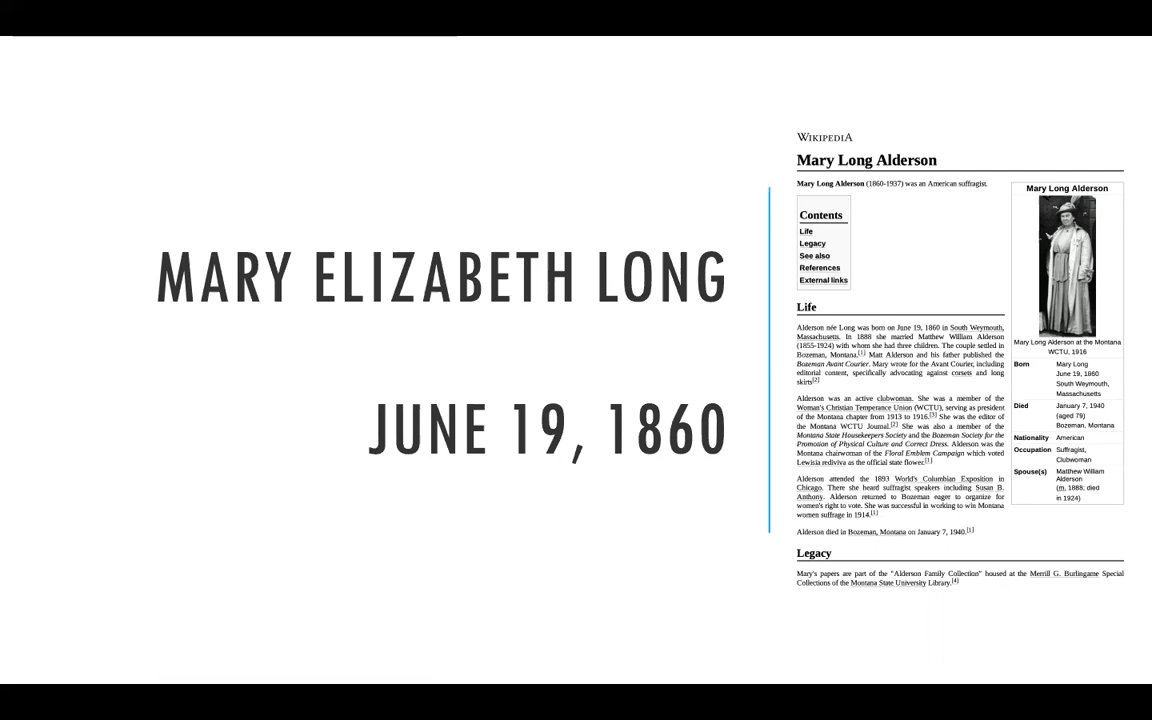 MARY ELIZABETH LONG
JUNE 19, 1860
WIKIPEDIA
Mary Long Alderson
Mary Long Alderson (1860-1937) was an American suffragist.
Contents
Life
Legacy
See also
References
External links
Life
Alderson née Long was born on June 19, 1860 in South Weymouth,
Massachusetts. In 1888 she married Matthew William Alderson
(1855-1924) with whom she had three children. The couple settled in
Bozeman, Montana.[1] Matt Alderson and his father published the
Bozeman Avant Courier. Mary wrote for the Avant Courier, including
editorial content, specifically advocating against corsets and long
skirts[2]
Alderson was an active clubwoman. She was a member of the
Woman's Christian Temperance Union (WCTU), serving as president
of the Montana chapter from 1913 to 1916.[3] She was the editor of
the Montana WCTU Journal.[2] She was also a member of the
Montana State Housekeepers Society and the Bozeman Society for the
Promotion of Physical Culture and Correct Dress. Alderson was the
Montana chairwoman of the Floral Emblem Campaign which voted
Lewisia rediviva as the official state flower.[1]
Alderson attended the 1893 World's Columbian Exposition in
Chicago. There she heard suffragist speakers including Susan B.
Anthony. Alderson returned to Bozeman eager to organize for
women's right to vote. She was successful in working to win Montana
women suffrage in 1914.[1]
Alderson died in Bozeman, Montana on January 7, 1940.[1]
Mary Long Alderson
Mary Long Alderson at the Montana
WCTU, 1916
Born Mary Long
June 19, 1860
South Weymouth,
Massachusetts
Died January 7, 1940
(aged 79)
Bozeman, Montana
Nationality American
Occupation Suffragist,
Clubwoman
Spouse(s) Matthew William
Alderson
(m. 1888; died
in 1924)
Legacy
Mary's papers are part of the "Alderson Family Collection" housed at the Merrill G. Burlingame Special
Collections of the Montana State University Library.[4]